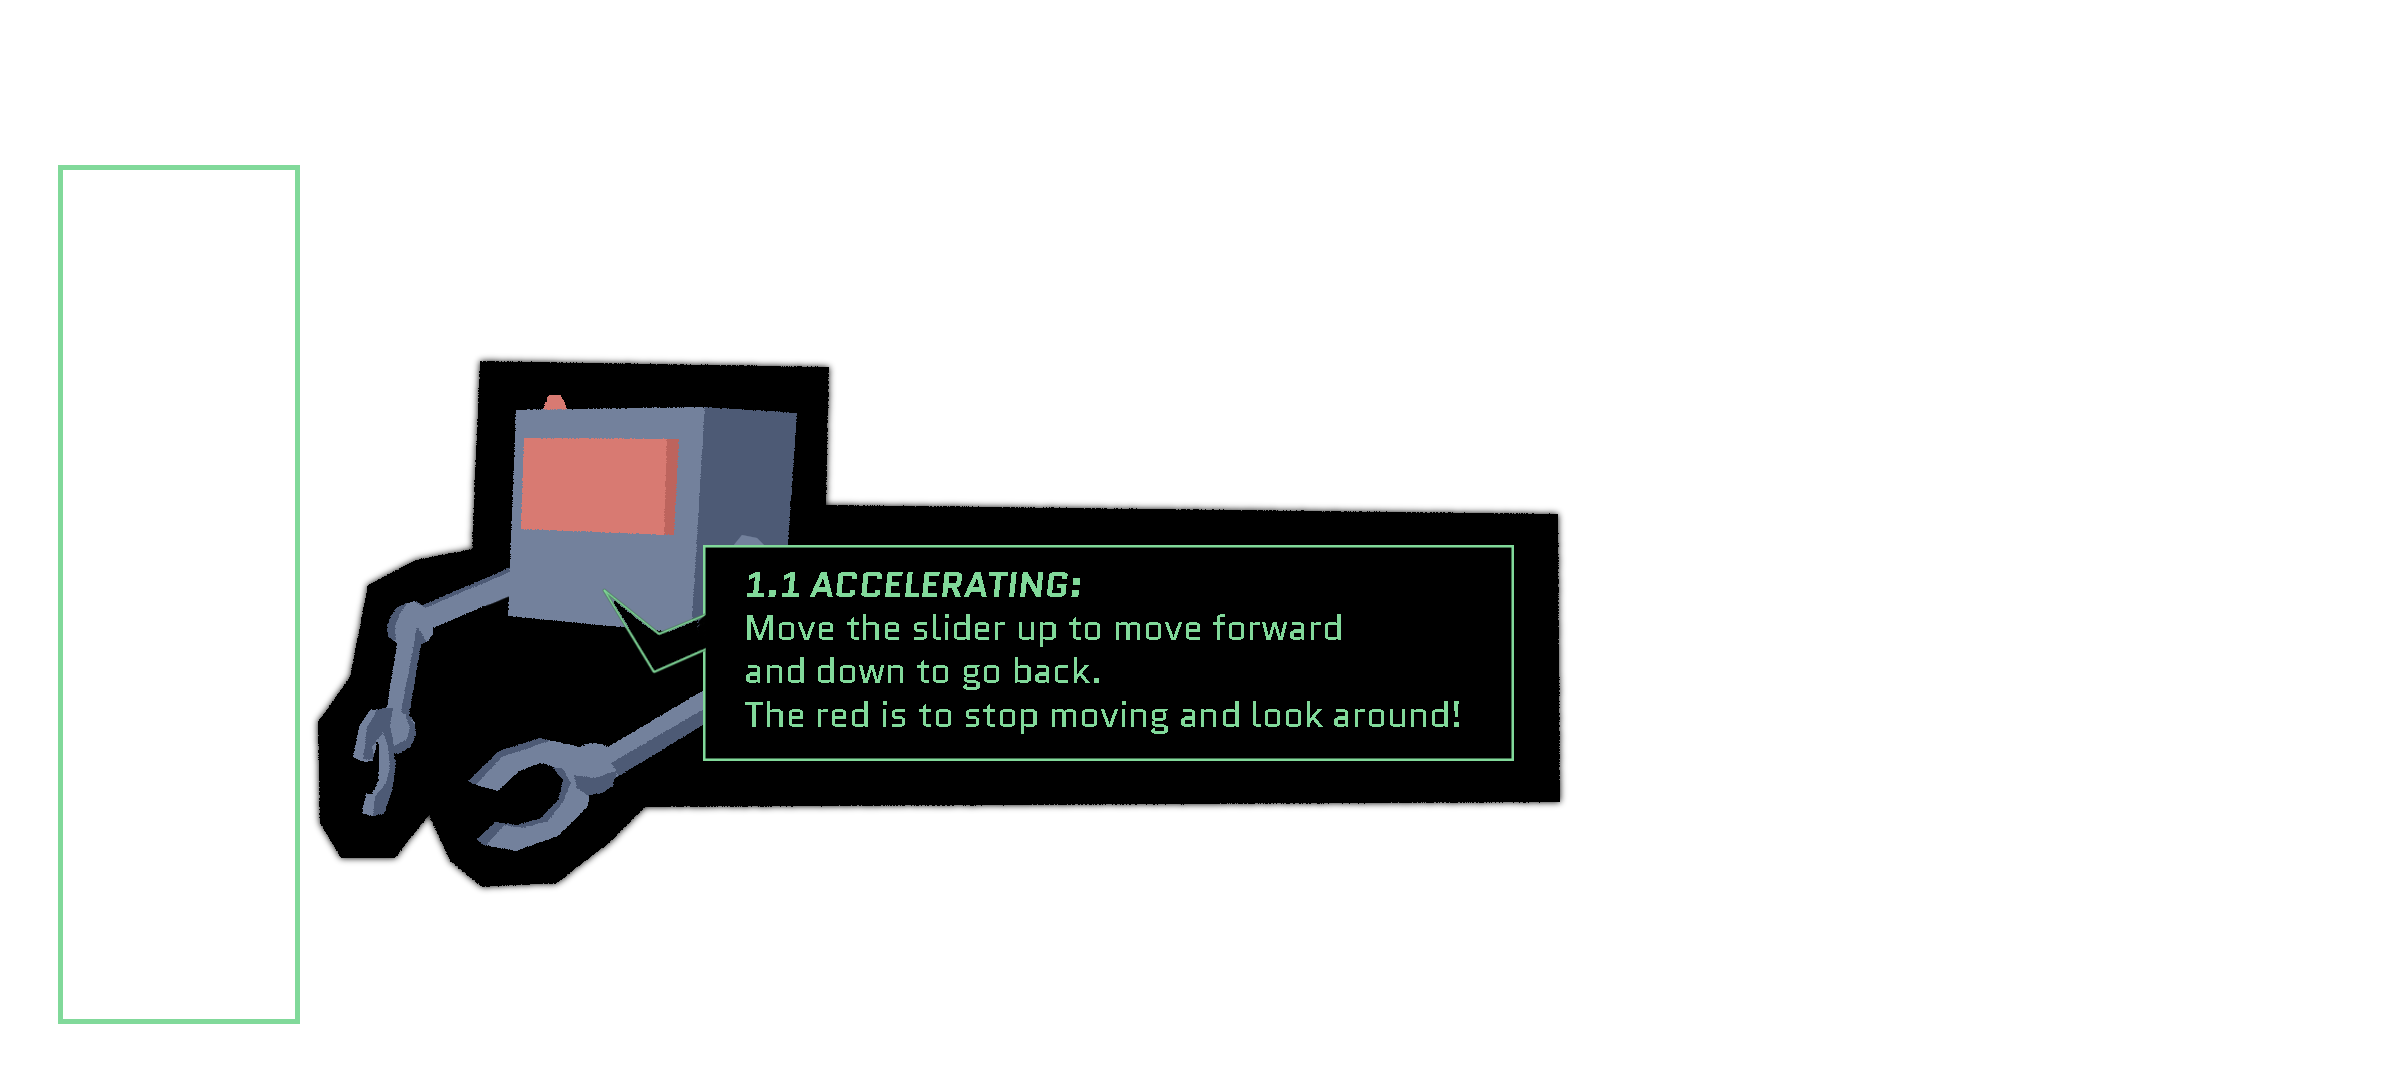 1.1 ACCELERATING:
Move the slider up to move forward
and down to go back.
The red is to stop moving and look around!